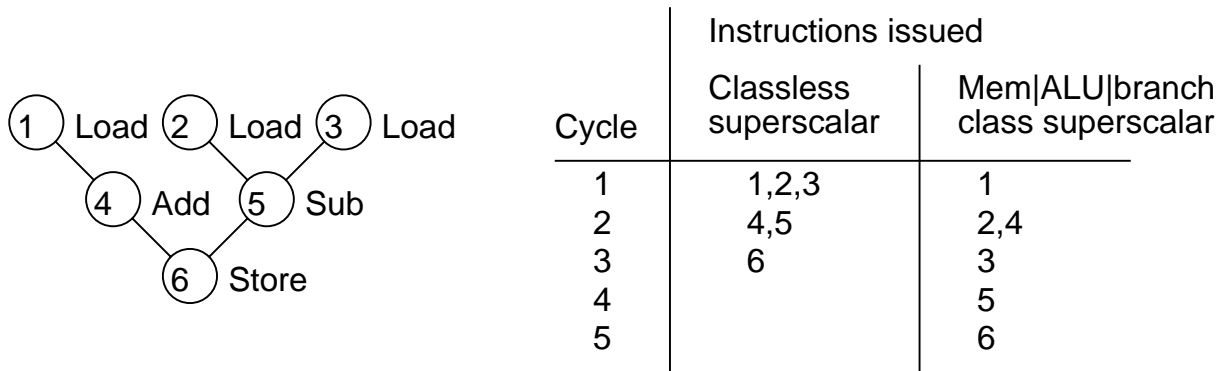 Instructions issued
Classless Mem|ALU|branch
Cycle superscalar class superscalar
1 Load 2 Load 3 Load
1 1,2,3 1
4 Add 5 Sub
2 4,5 2,4
3 6 3
6 Store
4 5
5 6